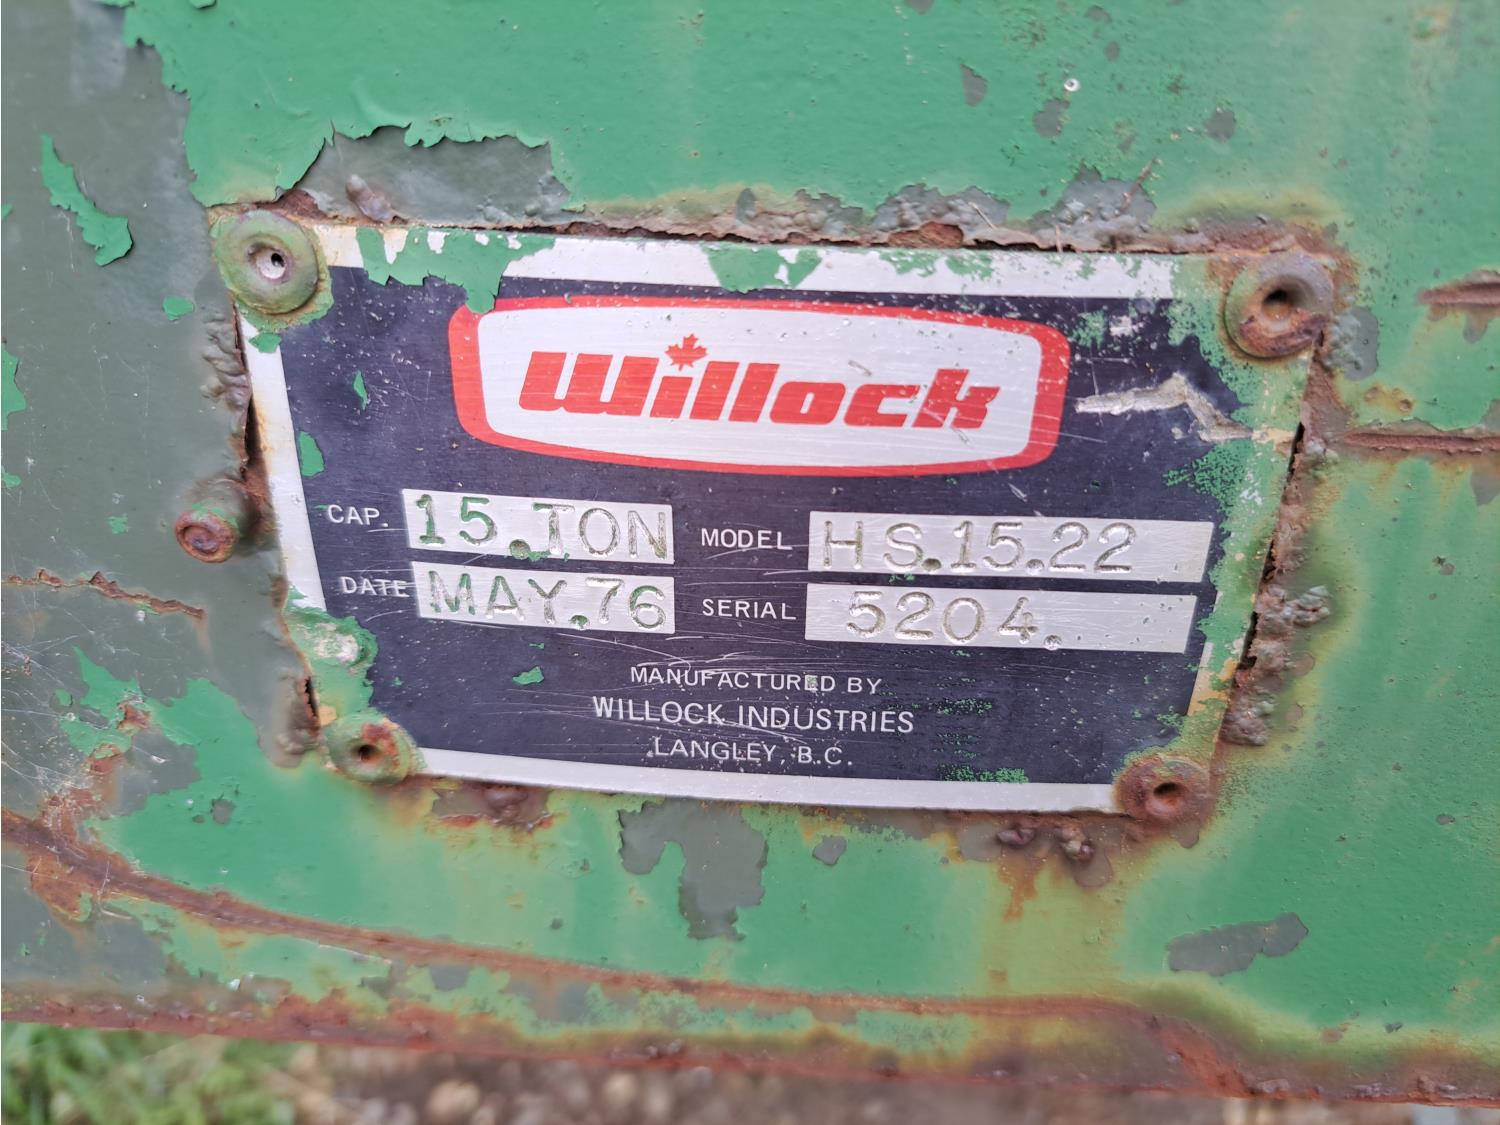 Willock
CAP. 15.TON MODEL HS.15.22
DATE MAY.76 SERIAL 5204.
MANUFACTURED BY
WILLOCK INDUSTRIES
LANGLEY, B.C.